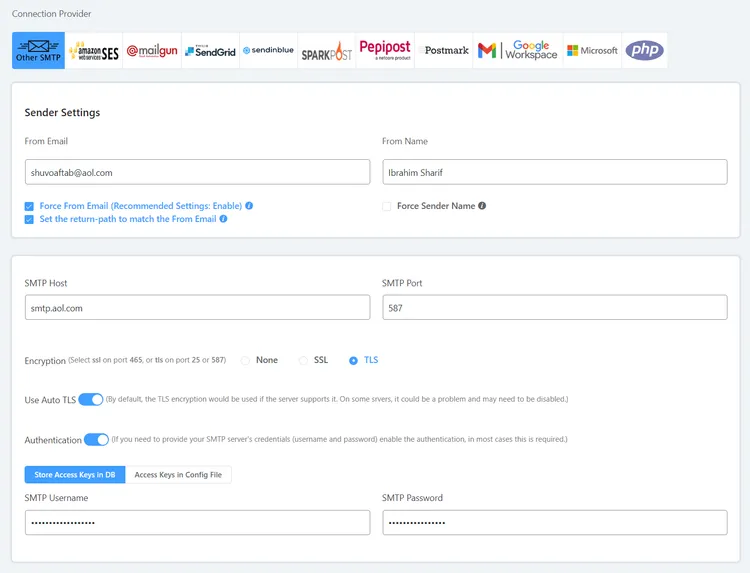 Connection Provider
Other SMTP
amazon webservices SES
@mailgun
SendGrid
sendinblue
SPARKPOST
Pepipost
a netcore product
Postmark
Google Workspace
Microsoft
php
Sender Settings
From Email From Name
shuvoaftab@aol.com Ibrahim Sharif
Force From Email (Recommended Settings: Enable) Force Sender Name
Set the return-path to match the From Email
SMTP Host SMTP Port
smtp.aol.com 587
Encryption (Select ssl on port 465, or tls on port 25 or 587) None SSL TLS
Use Auto TLS (By default, the TLS encryption would be used if the server supports it. On some srvers, it could be a problem and may need to be disabled.)
Authentication (If you need to provide your SMTP server's credentials (username and password) enable the authentication, in most cases this is required.)
Store Access Keys in DB Access Keys in Config File
SMTP Username SMTP Password
••••••••••••••••• •••••••••••••••